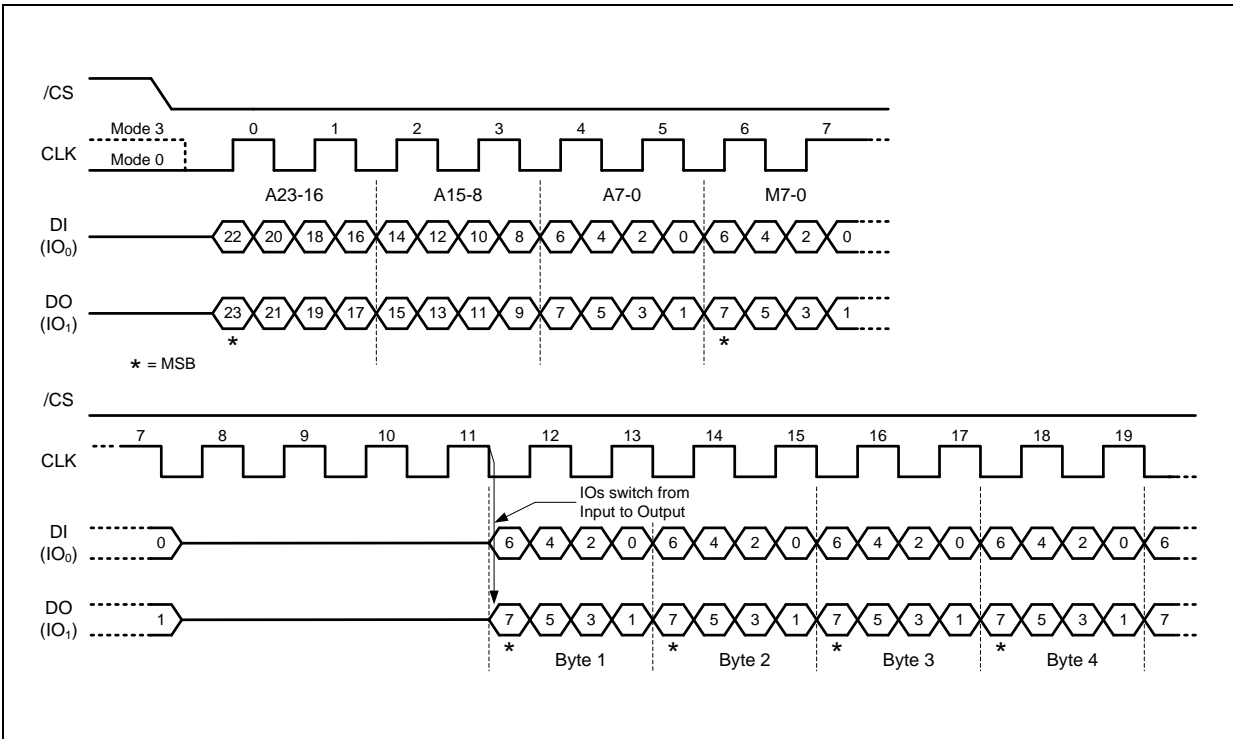 /CS
Mode 3
0 1 2 3 4 5 6 7
CLK
Mode 0
A23-16 A15-8 A7-0 M7-0
DI
(IO₀)
22 20 18 16 14 12 10 8 6 4 2 0 6 4 2 0
DO
(IO₁)
23 21 19 17 15 13 11 9 7 5 3 1 7 5 3 1
* *
* = MSB
/CS
7 8 9 10 11 12 13 14 15 16 17 18 19
CLK
IOs switch from
Input to Output
DI
(IO₀)
0 6 4 2 0 6 4 2 0 6 4 2 0 6 4 2 0 6
DO
(IO₁)
1 7 5 3 1 7 5 3 1 7 5 3 1 7 5 3 1 7
* Byte 1 * Byte 2 * Byte 3 * Byte 4